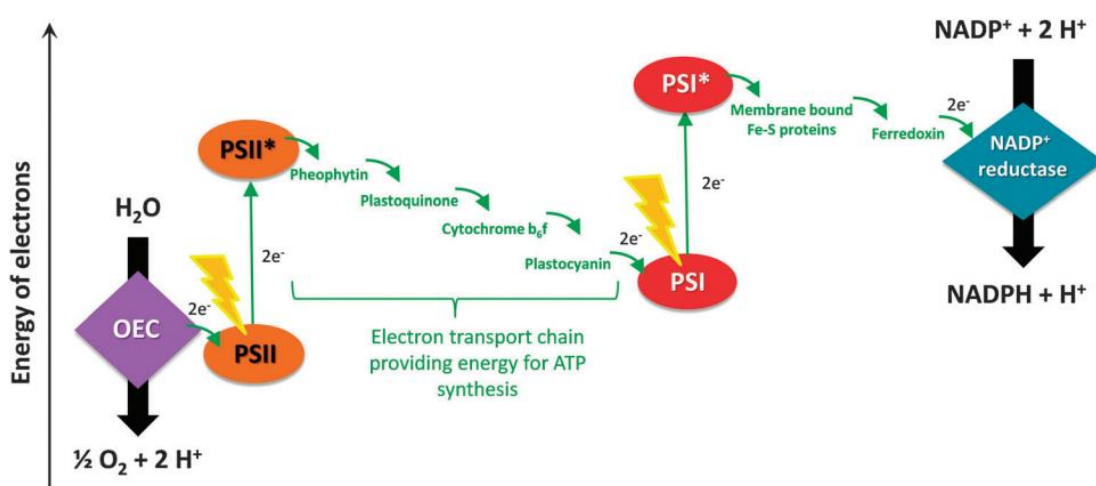 Energy of electrons
H₂O
OEC
½ O₂ + 2 H⁺
2e⁻
PSII
2e⁻
PSII*
Pheophytin
Plastoquinone
Cytochrome b₆f
Plastocyanin
2e⁻
Electron transport chain
providing energy for ATP
synthesis
PSI
2e⁻
PSI*
Membrane bound
Fe-S proteins
Ferredoxin
2e⁻
NADP⁺ + 2 H⁺
NADP⁺
reductase
NADPH + H⁺